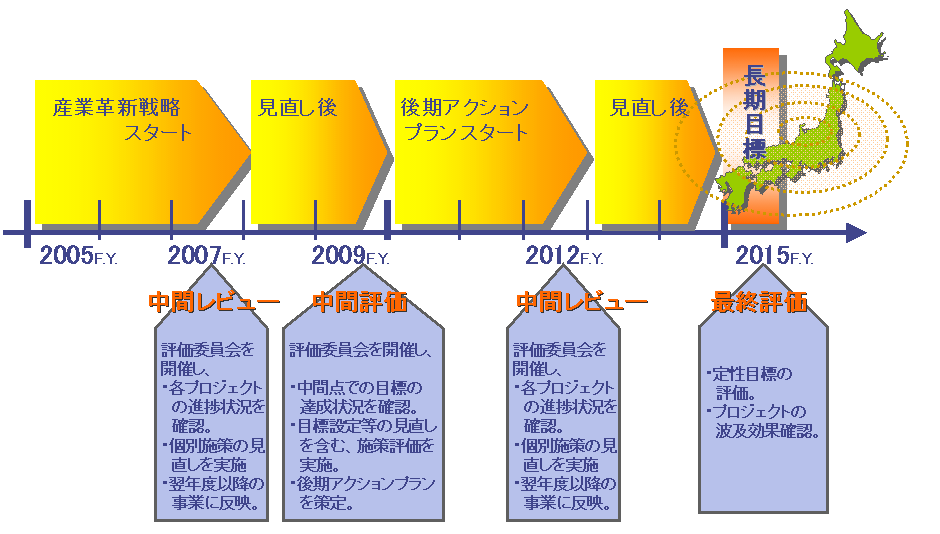 産業革新戦略
スタート
見直し後
後期アクション
プランスタート
見直し後
長期目標
2005F.Y.
2007F.Y.
2009F.Y.
2012F.Y.
2015F.Y.
中間レビュー
評価委員会を
開催し、
・各プロジェクト
の進捗状況を
確認。
・個別施策の見
直しを実施
・翌年度以降の
事業に反映。
中間評価
評価委員会を開催し、
・中間点での目標の
達成状況を確認。
・目標設定等の見直し
を含む、施策評価を
実施。
・後期アクションプラン
を策定。
中間レビュー
評価委員会を
開催し、
・各プロジェクト
の進捗状況を
確認。
・個別施策の見
直しを実施
・翌年度以降の
事業に反映。
最終評価
・定性目標の
評価。
・プロジェクトの
波及効果確認。